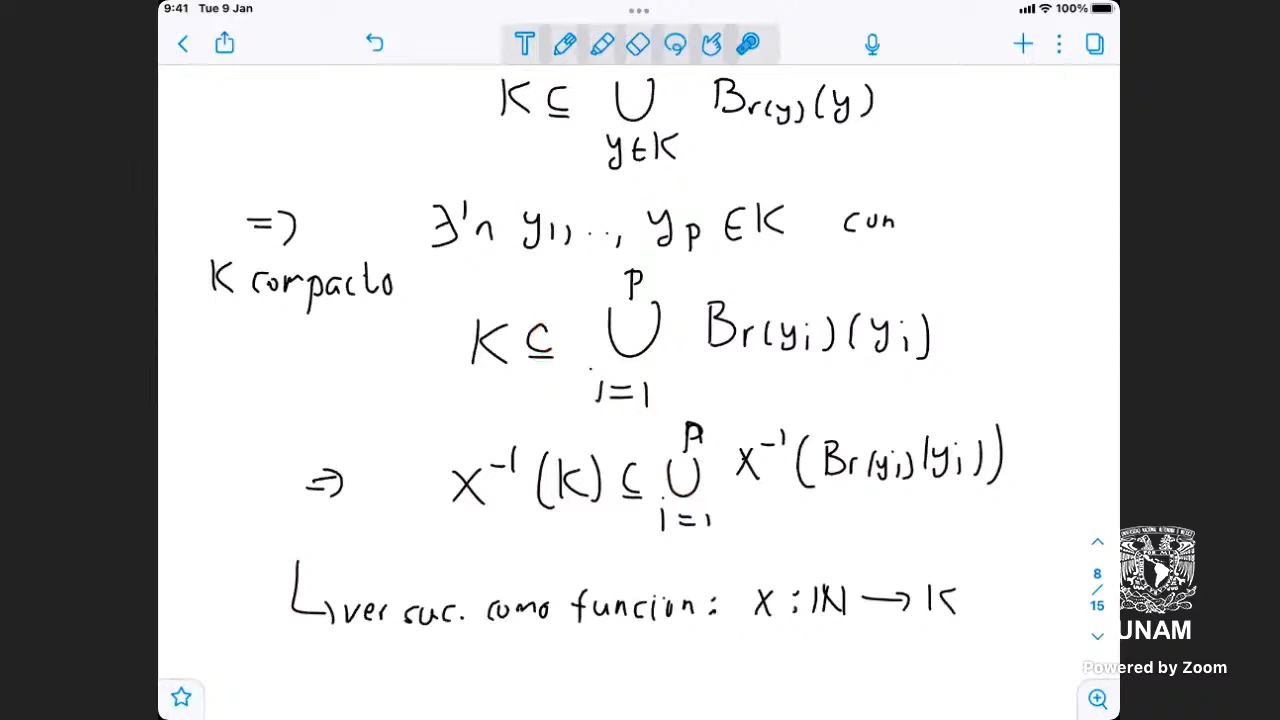 9:41 Tue 9 Jan 100%
K ⊆ ∪ Br(y)(y)
y∈K
=> ∃'n y1, .., yp ∈ K con
K compacto
p
K ⊆ ∪ Br(yi)(yi)
i=1
p
=> x⁻¹(K) ⊆ ∪ x⁻¹(Br(yi)(yi))
i=1
↳ ver suc. como funcion: x : ℕ → K
8
/
15
UNAM
Powered by Zoom